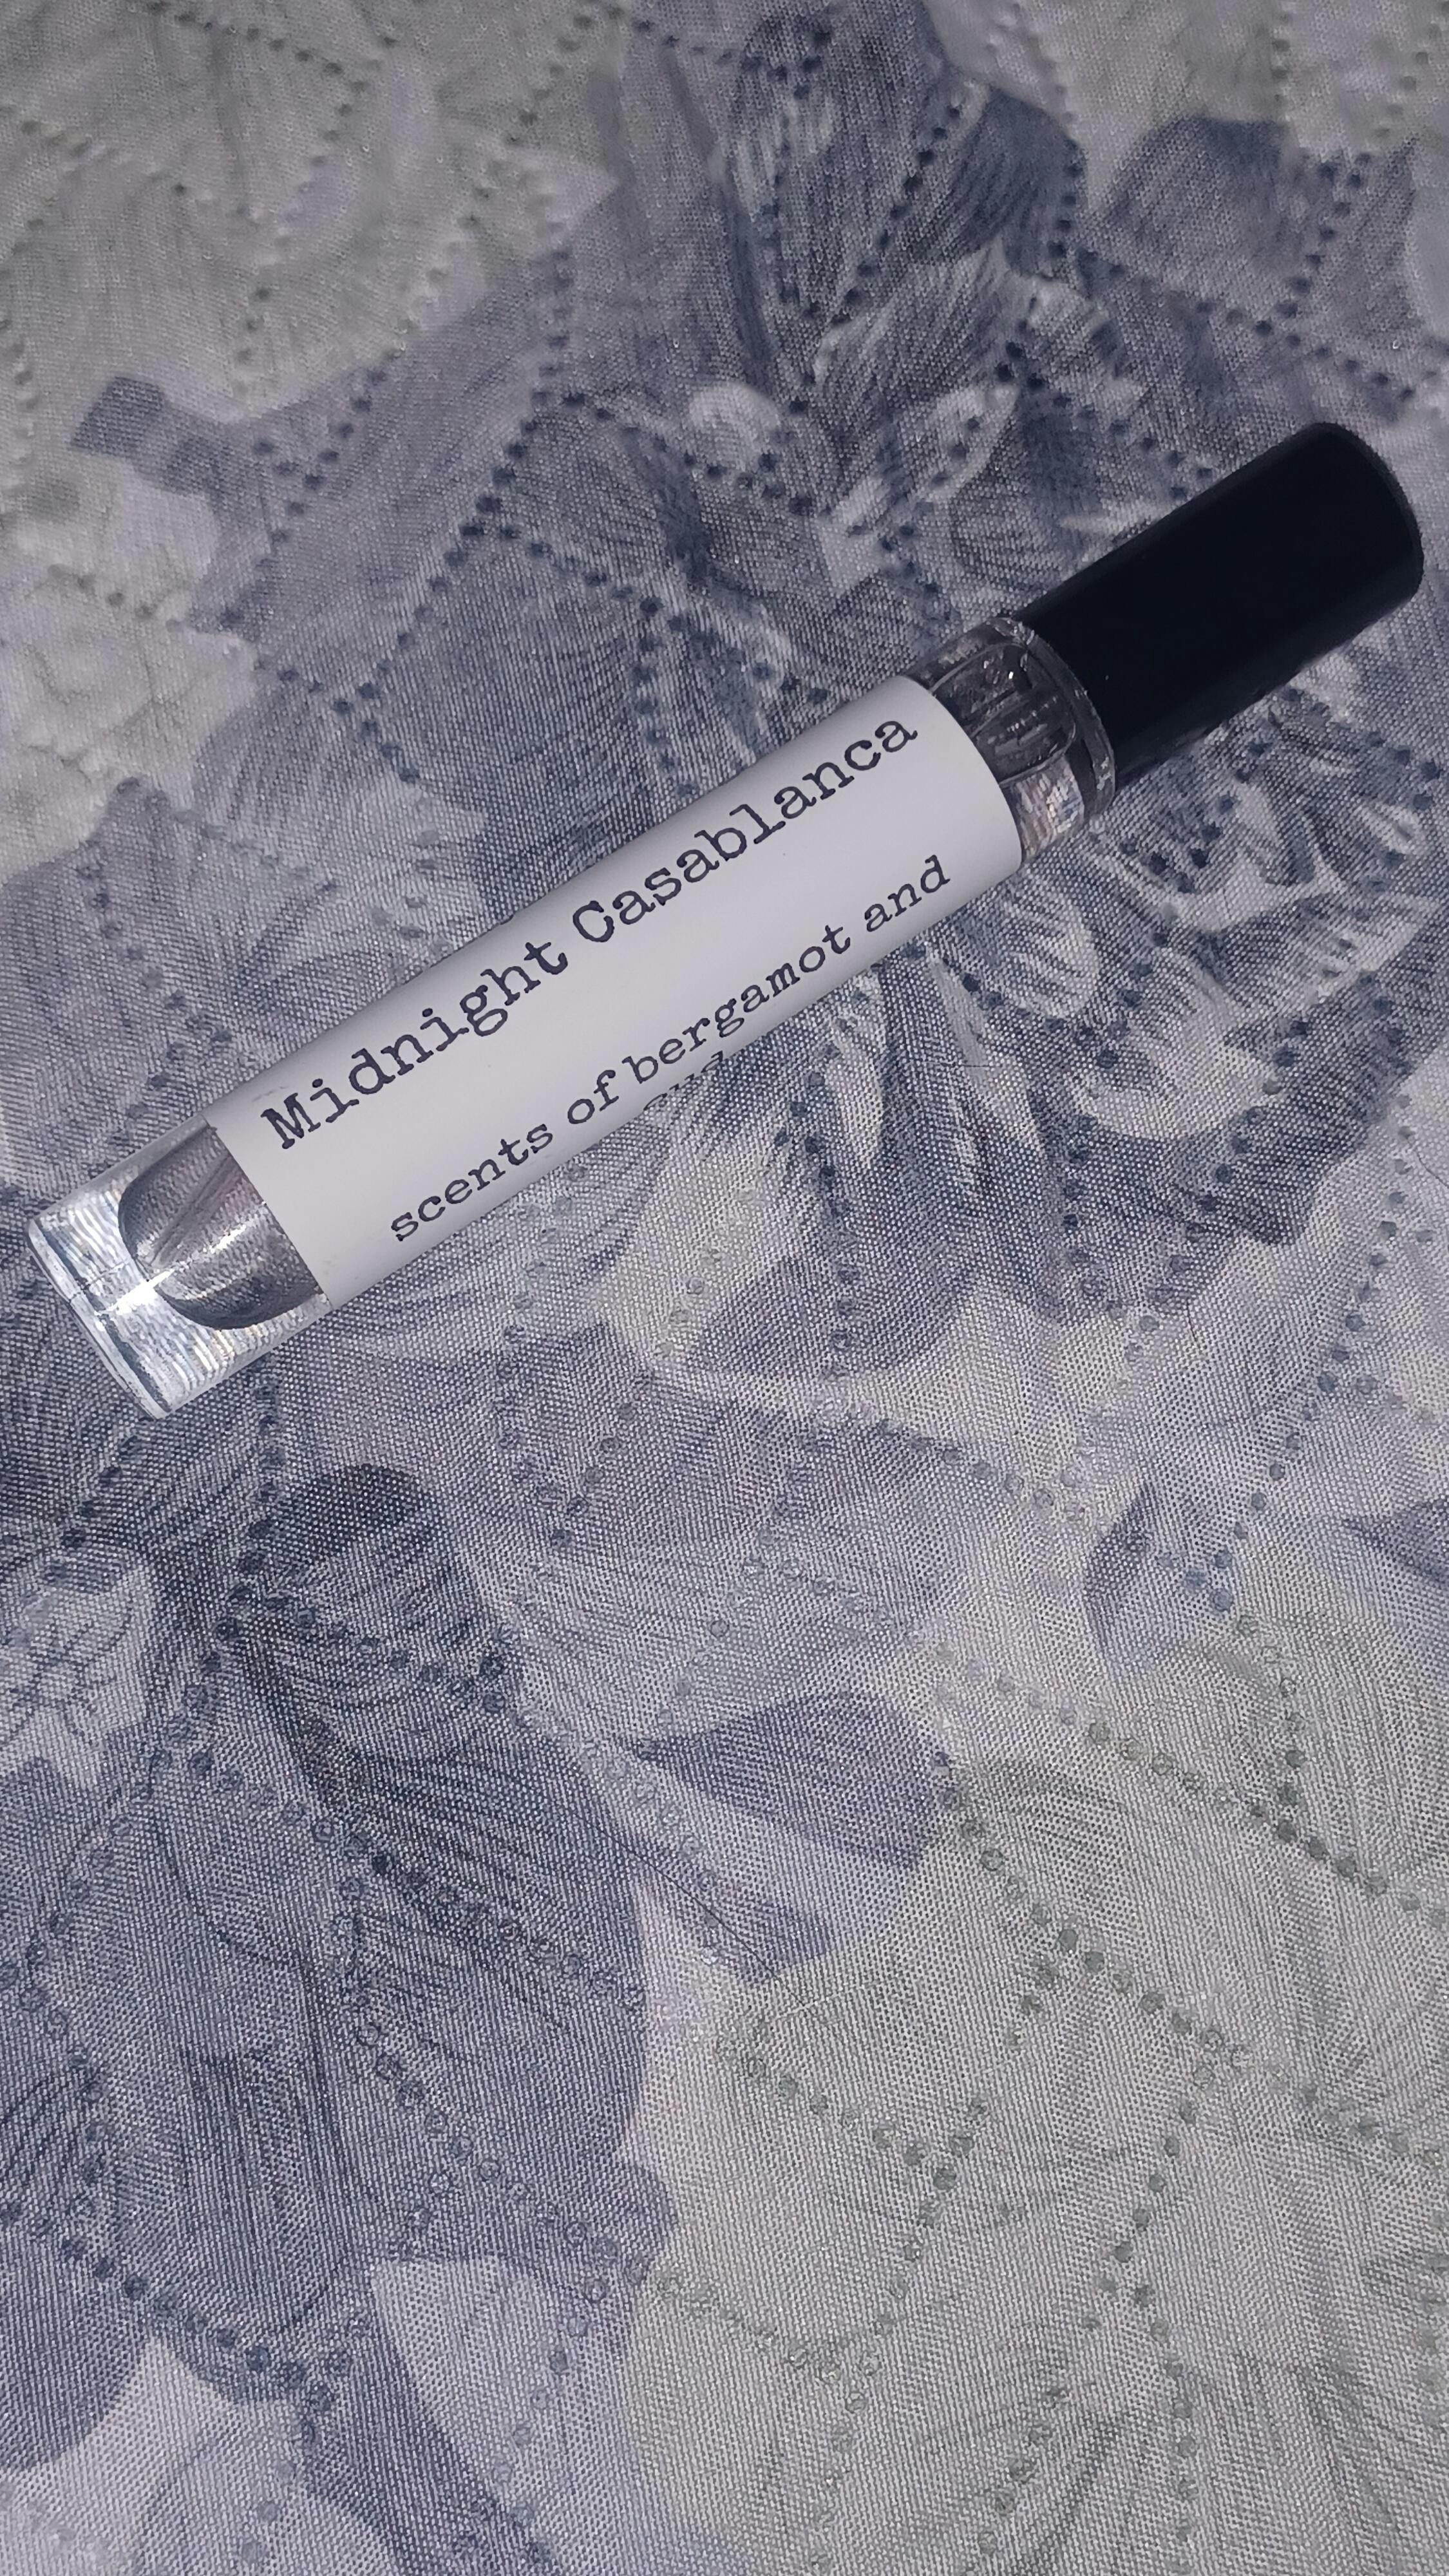 Midnight Casablanca
scents of bergamot and